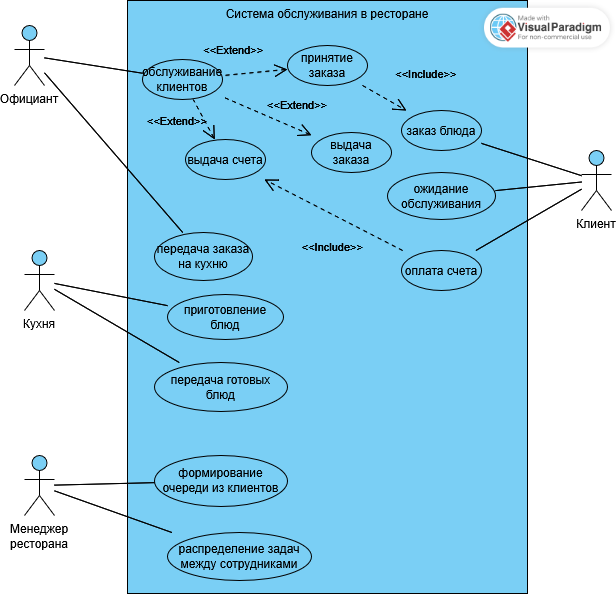 Система обслуживания в ресторане
Made with
VisualParadigm
For non-commercial use
Официант
обслуживание
клиентов
<<Extend>>
принятие
заказа
<<Include>>
<<Extend>>
<<Extend>>
заказ блюда
выдача счета
выдача
заказа
ожидание
обслуживания
Клиент
передача заказа
на кухню
<<Include>>
оплата счета
Кухня
приготовление
блюд
передача готовых
блюд
Менеджер
ресторана
формирование
очереди из клиентов
распределение задач
между сотрудниками